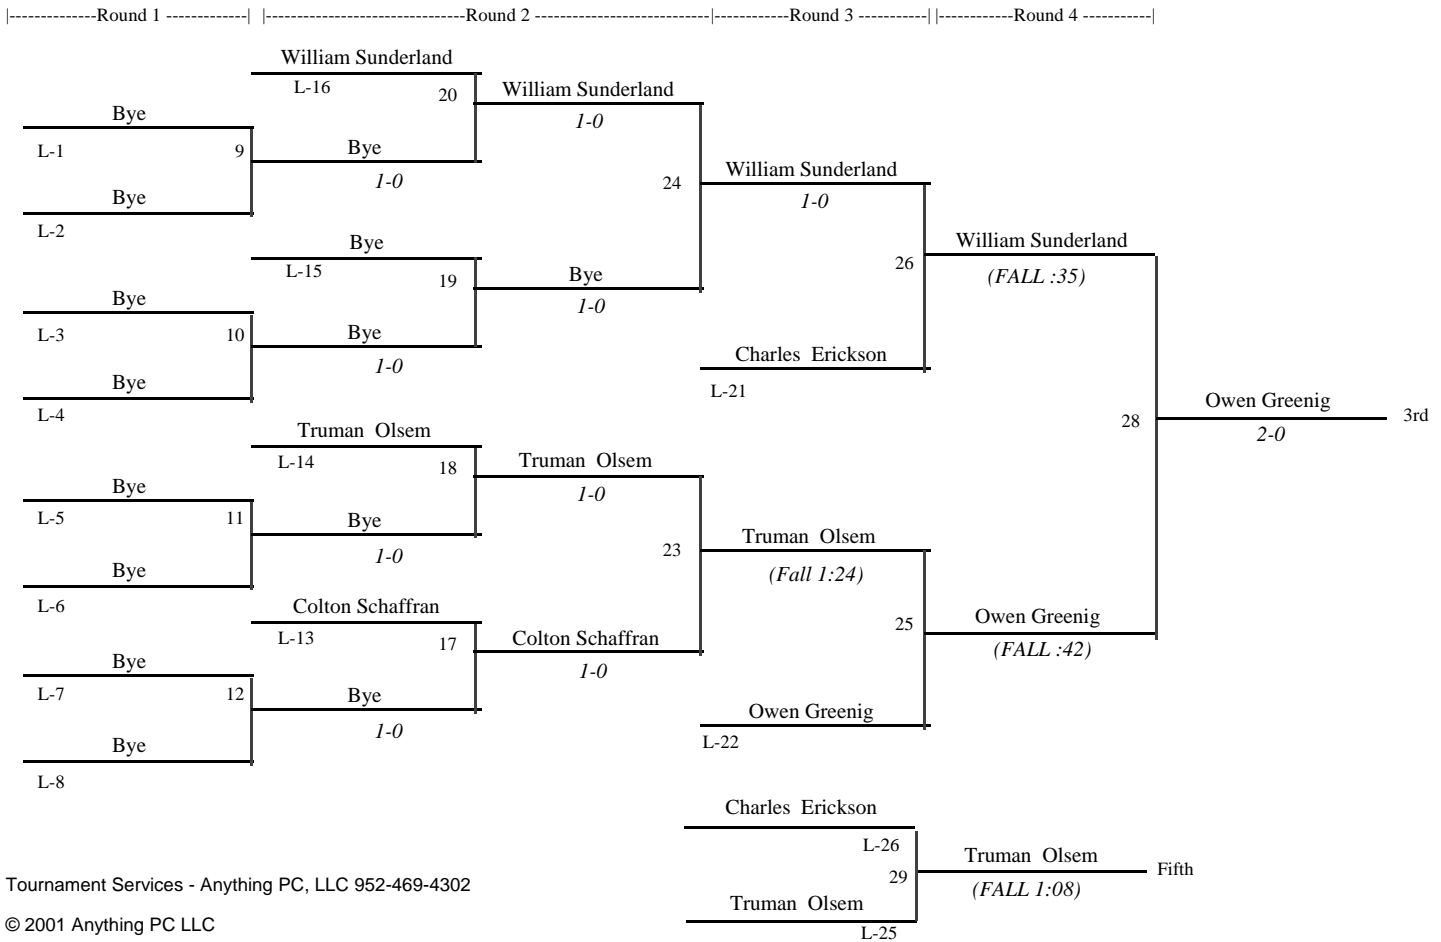 |---------------Round 1 --------------| |-------------------------------Round 2 ---------------------------|------------Round 3 ------------| |------------Round 4 -----------|
William Sunderland
L-16
20
William Sunderland
1-0
Bye
L-1
9
Bye
1-0
Bye
L-2
24
William Sunderland
1-0
Bye
L-15
19
Bye
1-0
Bye
L-3
10
Bye
1-0
Bye
L-4
26
William Sunderland
(FALL :35)
Charles Erickson
L-21
28
Owen Greenig
2-0
3rd
Truman Olsem
L-14
18
Truman Olsem
1-0
Bye
L-5
11
Bye
1-0
Bye
L-6
23
Truman Olsem
(Fall 1:24)
Colton Schaffran
L-13
17
Colton Schaffran
1-0
25
Owen Greenig
(FALL :42)
Bye
L-7
12
Bye
1-0
Bye
L-8
Owen Greenig
L-22
Charles Erickson
L-26
29
Truman Olsem
(FALL 1:08)
Fifth
Truman Olsem
L-25
Tournament Services - Anything PC, LLC 952-469-4302
© 2001 Anything PC LLC